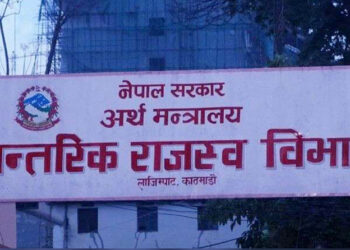 नेपाल सरकार
अर्थ मन्त्रालय
न्तरिक राजस्व विभा
लाजिम्पाट, काठमाडौं